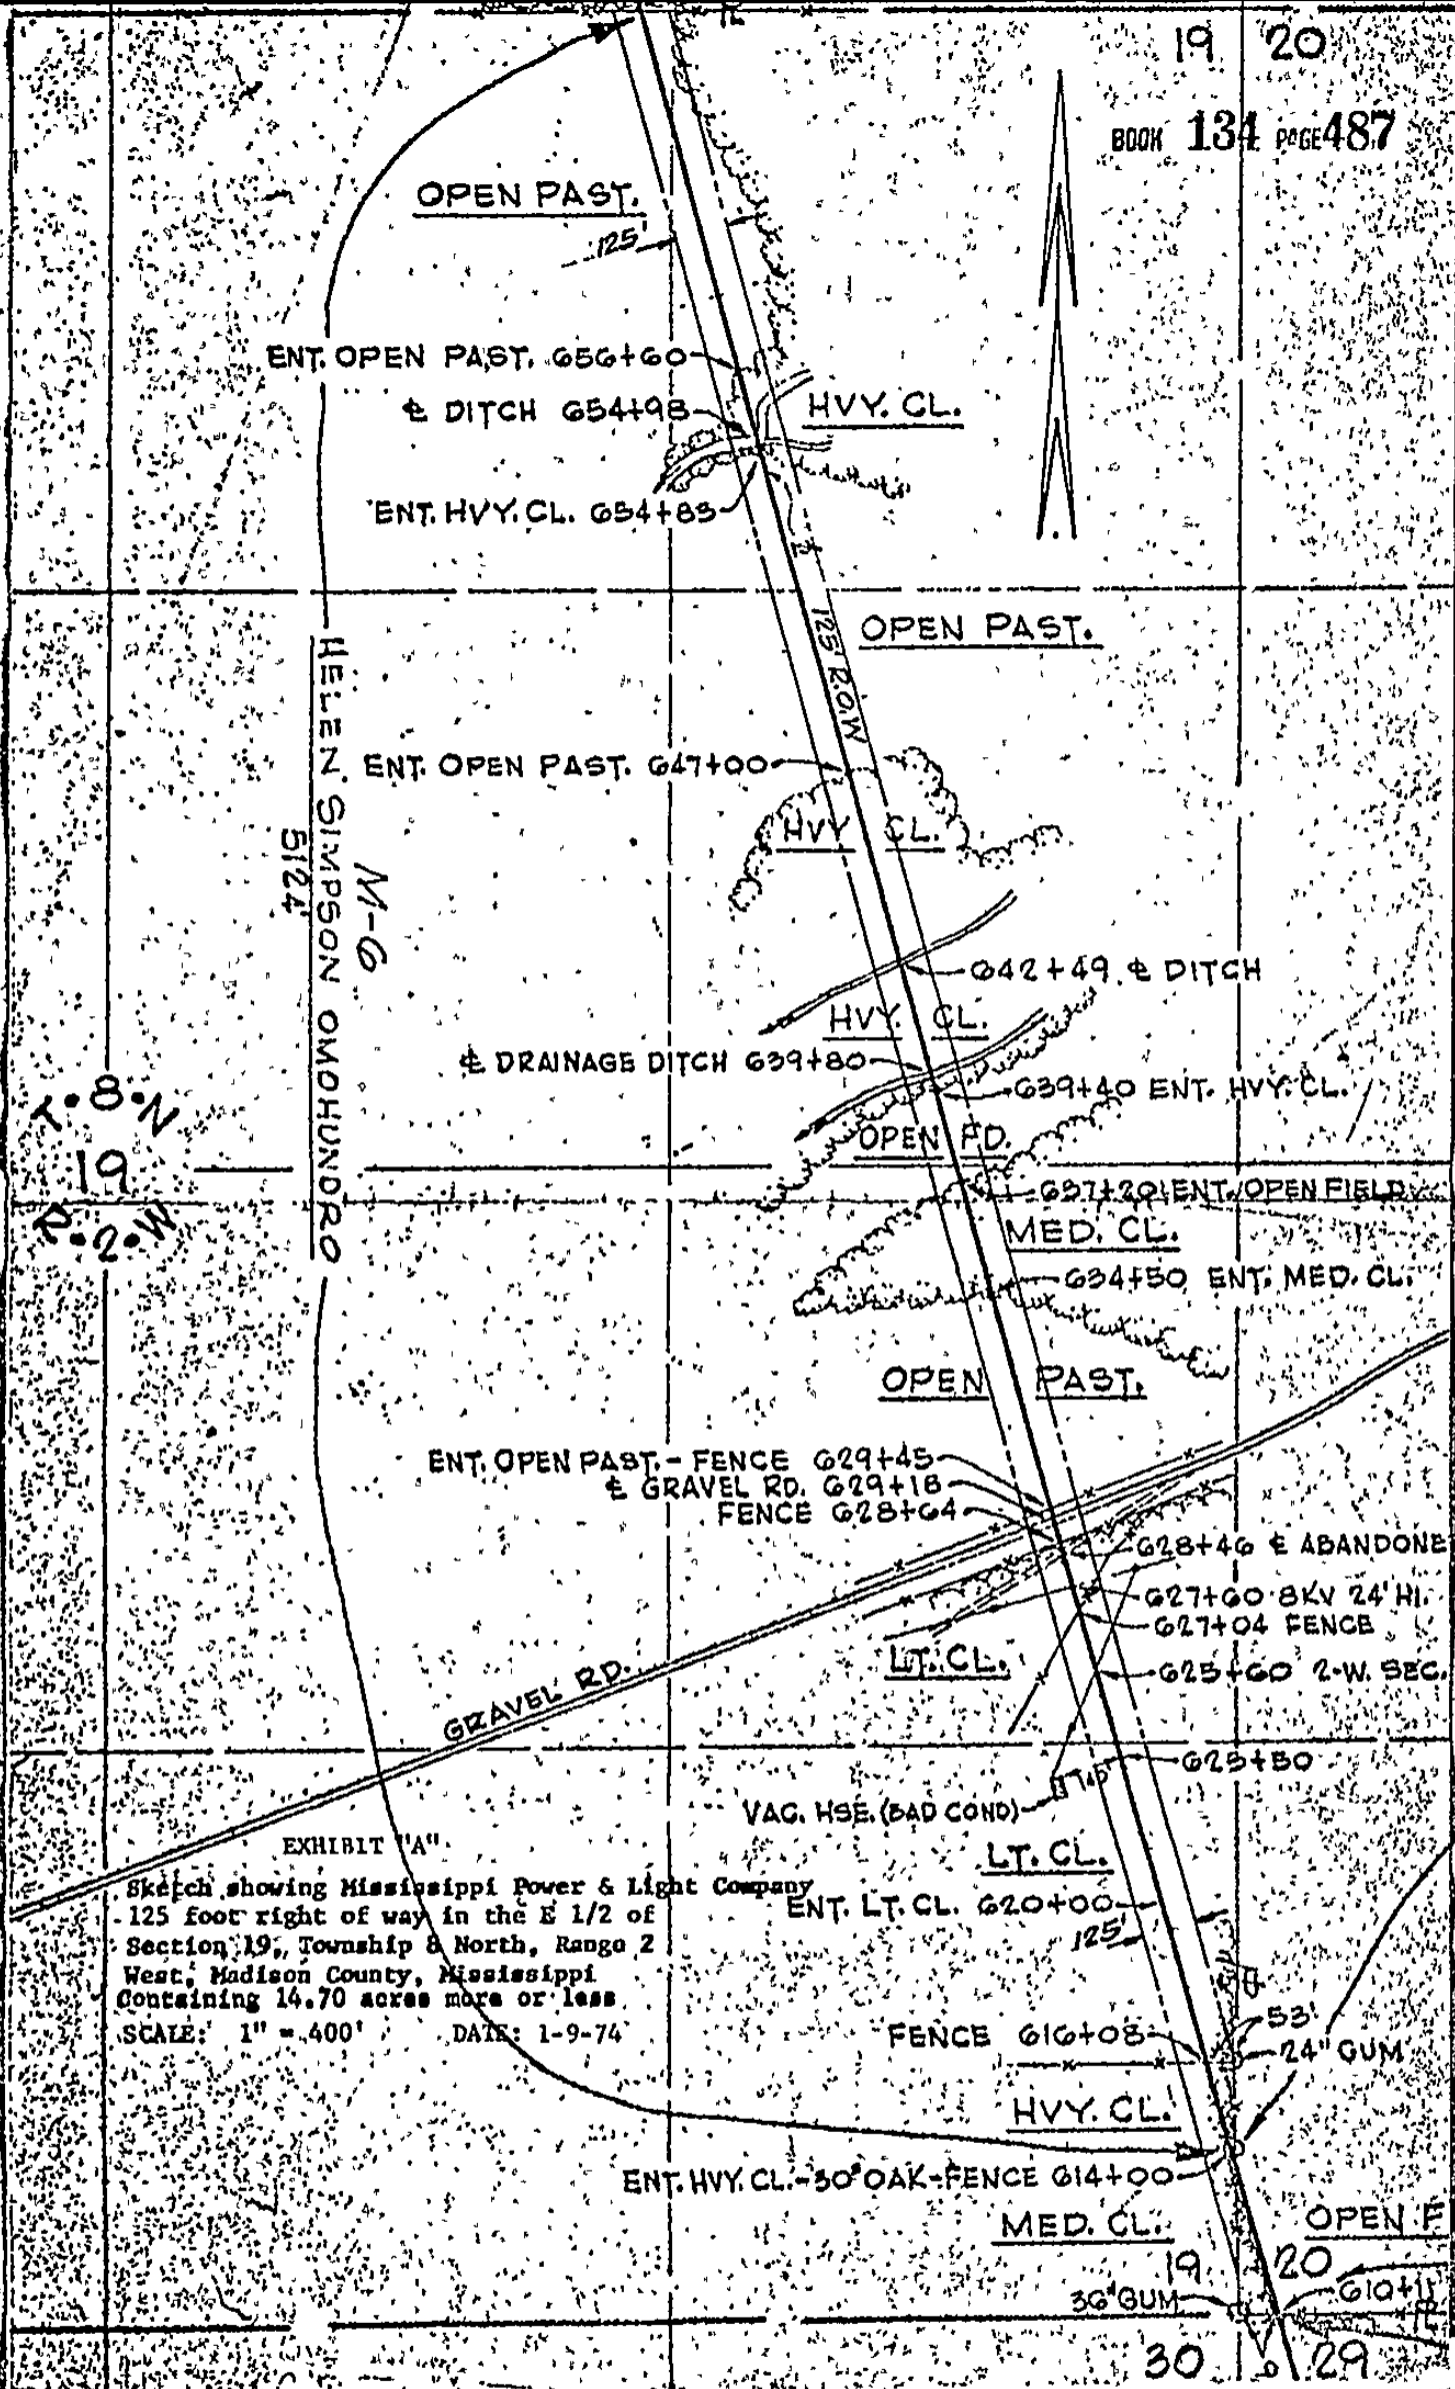 19 20
BOOK 134 PAGE 487
OPEN PAST.
125'
ENT. OPEN PAST. 656+60
℄ DITCH 654+98
HVY. CL.
ENT. HVY. CL. 654+83
125' R.O.W
OPEN PAST.
ENT. OPEN PAST. 647+00
HVY CL.
HELEN SIMPSON OMOHUNDRO
5124'
M-6
642+49 ℄ DITCH
HVY. CL.
℄ DRAINAGE DITCH 639+80
639+40 ENT. HVY. CL.
T.8.N
19
R.2.W
OPEN FD.
637+20 ENT. OPEN FIELD
MED. CL.
634+50 ENT. MED. CL.
OPEN PAST.
ENT. OPEN PAST. - FENCE 629+45
℄ GRAVEL RD. 629+18
FENCE 628+64
628+46 ℄ ABANDONE
627+60 8KV 24' HI.
627+04 FENCE
LT. CL.
625+60 2-W. SEC.
GRAVEL RD.
623+50
VAC. HSE. (BAD COND)
EXHIBIT "A"
LT. CL.
Sketch showing Mississippi Power & Light Company
125 foot right of way in the E 1/2 of
Section 19, Township 8 North, Range 2
West, Madison County, Mississippi
Containing 14.70 acres more or less
SCALE: 1" = 400' DATE: 1-9-74
ENT. LT. CL. 620+00
125'
FENCE 616+08
53'
24" GUM
HVY. CL.
ENT. HVY. CL. - 30" OAK - FENCE 614+00
MED. CL.
OPEN F
19 20
36" GUM
610+11
30 29